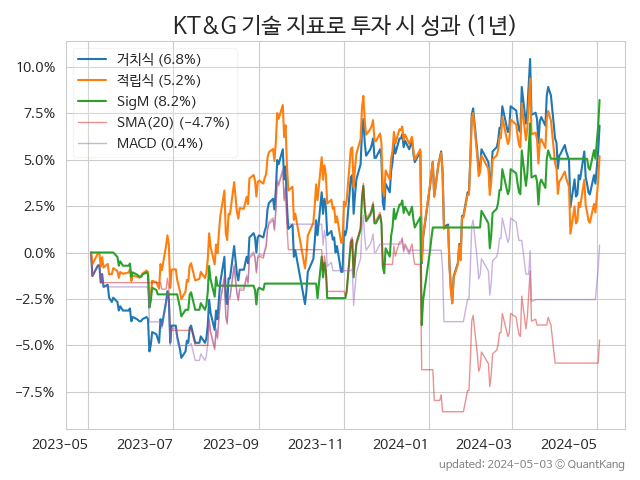 KT&G 기술 지표로 투자 시 성과 (1년)
거치식 (6.8%)
적립식 (5.2%)
SigM (8.2%)
SMA(20) (−4.7%)
MACD (0.4%)
10.0%
7.5%
5.0%
2.5%
0.0%
−2.5%
−5.0%
−7.5%
2023-05 2023-07 2023-09 2023-11 2024-01 2024-03 2024-05
updated: 2024-05-03 ⓒ QuantKang